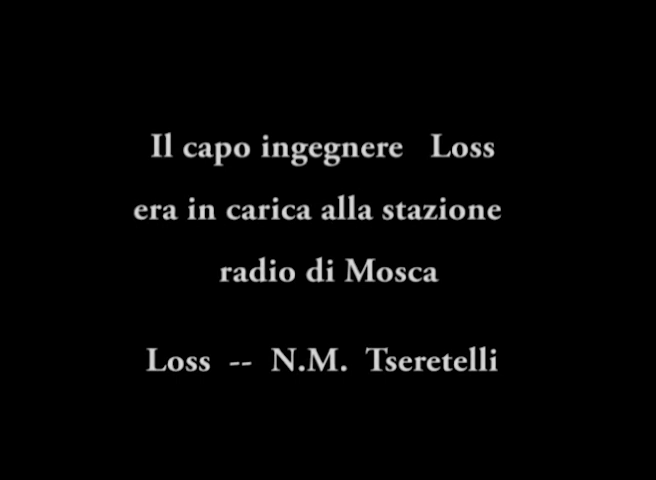 Il capo ingegnere Loss
era in carica alla stazione
radio di Mosca
Loss -- N.M. Tseretelli